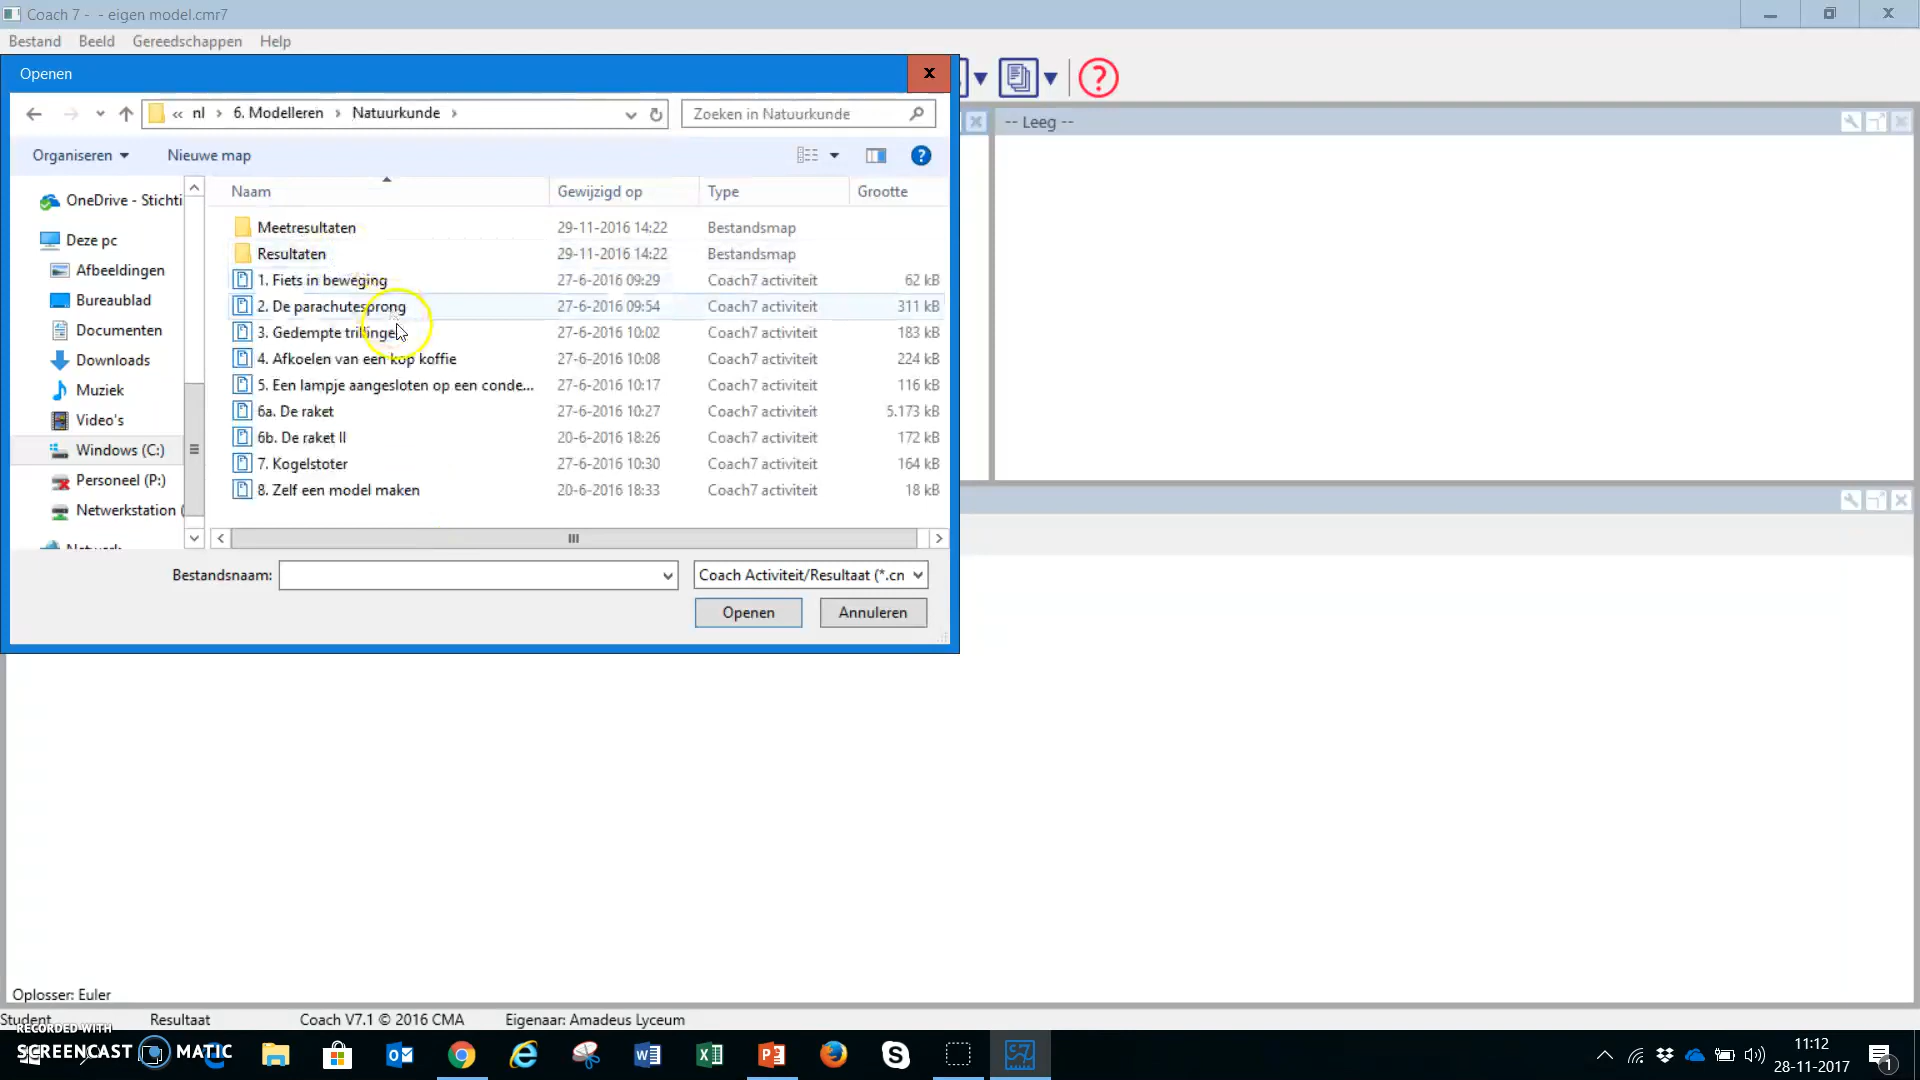 Coach 7 - - eigen model.cmr7
Bestand Beeld Gereedschappen Help
Openen
« nl > 6. Modelleren > Natuurkunde >
Zoeken in Natuurkunde
-- Leeg --
Organiseren Nieuwe map
Naam Gewijzigd op Type Grootte
OneDrive - Stichti
Deze pc
Afbeeldingen
Bureaublad
Documenten
Downloads
Muziek
Video's
Windows (C:)
Personeel (P:)
Netwerkstation (
Netwerk
Meetresultaten 29-11-2016 14:22 Bestandsmap
Resultaten 29-11-2016 14:22 Bestandsmap
1. Fiets in beweging 27-6-2016 09:29 Coach7 activiteit 62 kB
2. De parachutesprong 27-6-2016 09:54 Coach7 activiteit 311 kB
3. Gedempte trillingen 27-6-2016 10:02 Coach7 activiteit 183 kB
4. Afkoelen van een kop koffie 27-6-2016 10:08 Coach7 activiteit 224 kB
5. Een lampje aangesloten op een conde... 27-6-2016 10:17 Coach7 activiteit 116 kB
6a. De raket 27-6-2016 10:27 Coach7 activiteit 5.173 kB
6b. De raket II 20-6-2016 18:26 Coach7 activiteit 172 kB
7. Kogelstoter 27-6-2016 10:30 Coach7 activiteit 164 kB
8. Zelf een model maken 20-6-2016 18:33 Coach7 activiteit 18 kB
Bestandsnaam:
Coach Activiteit/Resultaat (*.cn
Openen Annuleren
Oplosser: Euler
Student Resultaat Coach V7.1 © 2016 CMA Eigenaar: Amadeus Lyceum
RECORDED WITH
SCREENCAST MATIC
11:12
28-11-2017
1